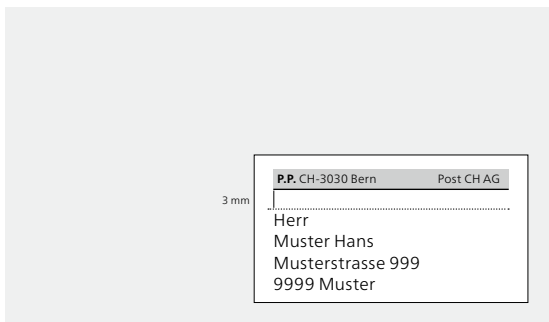 P.P. CH-3030 Bern Post CH AG
3 mm
Herr
Muster Hans
Musterstrasse 999
9999 Muster